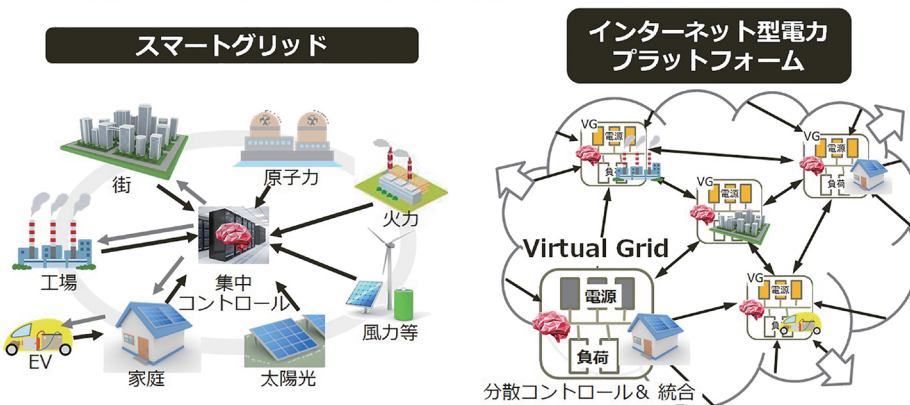 スマートグリッド
街
原子力
火力
工場
集中
コントロール
風力等
EV
家庭
太陽光
インターネット型電力
プラットフォーム
VG
電源
負荷
VG
電源
負荷
VG
電源
Virtual Grid
電源
負荷
VG
電源
負荷
分散コントロール& 統合